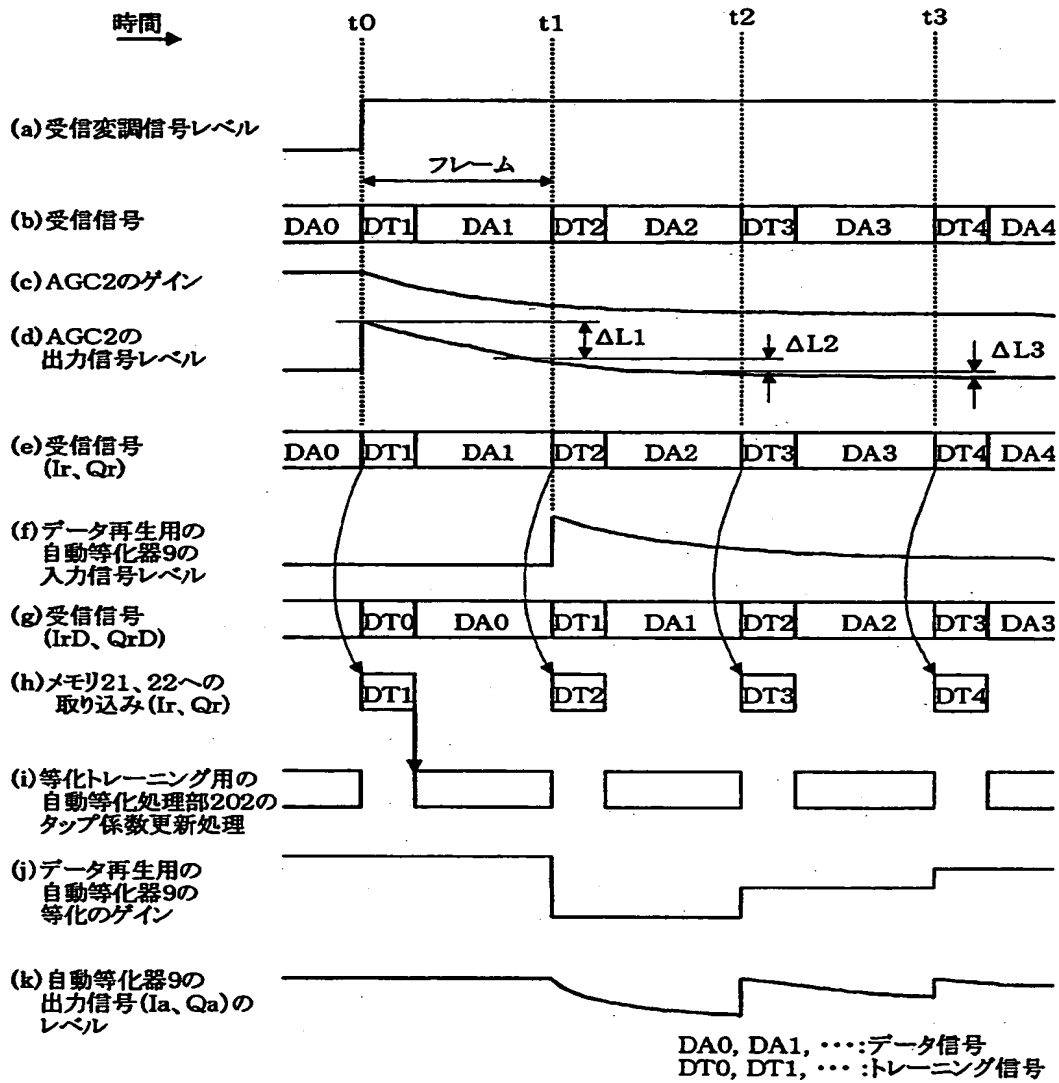 時間
t0 t1 t2 t3
(a)受信変調信号レベル
フレーム
(b)受信信号
DA0 DT1 DA1 DT2 DA2 DT3 DA3 DT4 DA4
(c)AGC2のゲイン
(d)AGC2の
出力信号レベル
ΔL1 ΔL2 ΔL3
(e)受信信号
(Ir、Qr)
DA0 DT1 DA1 DT2 DA2 DT3 DA3 DT4 DA4
(f)データ再生用の
自動等化器9の
入力信号レベル
(g)受信信号
(IrD、QrD)
DT0 DA0 DT1 DA1 DT2 DA2 DT3 DA3
(h)メモリ21、22への
取り込み(Ir、Qr)
DT1 DT2 DT3 DT4
(i)等化トレーニング用の
自動等化処理部202の
タップ係数更新処理
(j)データ再生用の
自動等化器9の
等化のゲイン
(k)自動等化器9の
出力信号(Ia、Qa)の
レベル
DA0, DA1, ・・・:データ信号
DT0, DT1, ・・・:トレーニング信号